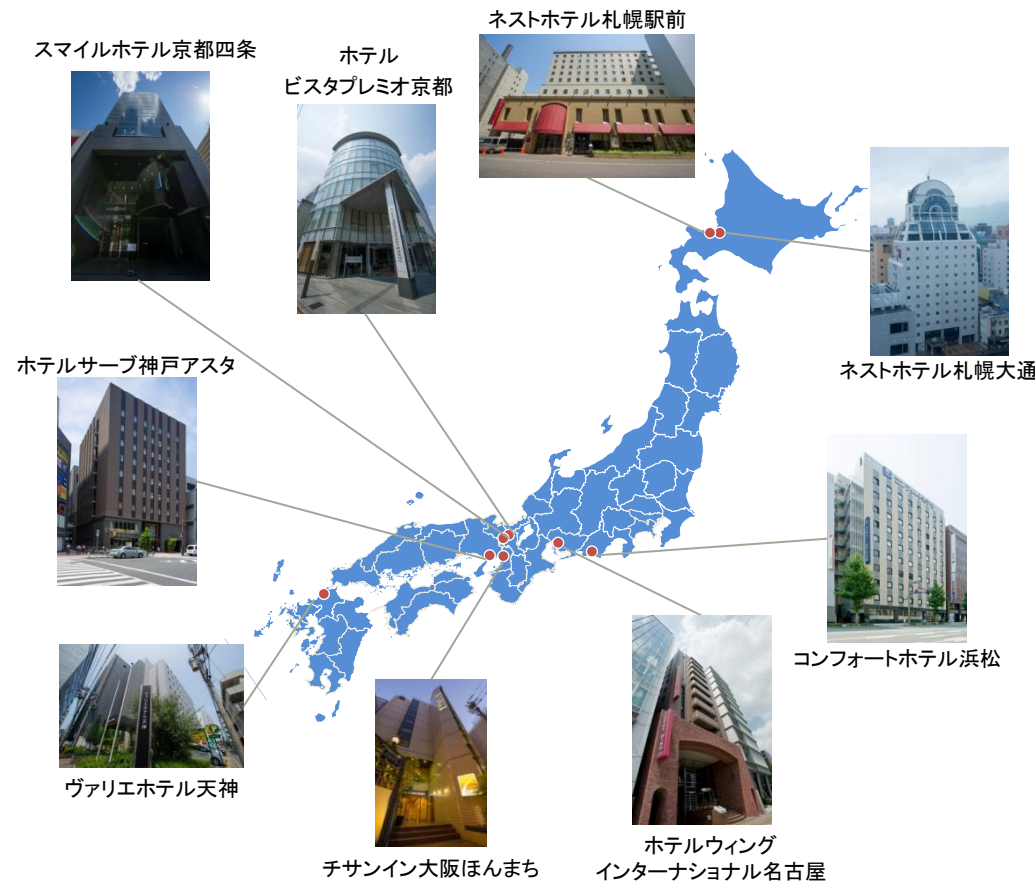 ネストホテル札幌駅前
スマイルホテル京都四条
ホテル
ビスタプレミオ京都
ネストホテル札幌大通
ホテルサーブ神戸アスタ
コンフォートホテル浜松
ヴァリエホテル天神
ホテルウィング
インターナショナル名古屋
チサンイン大阪ほんまち